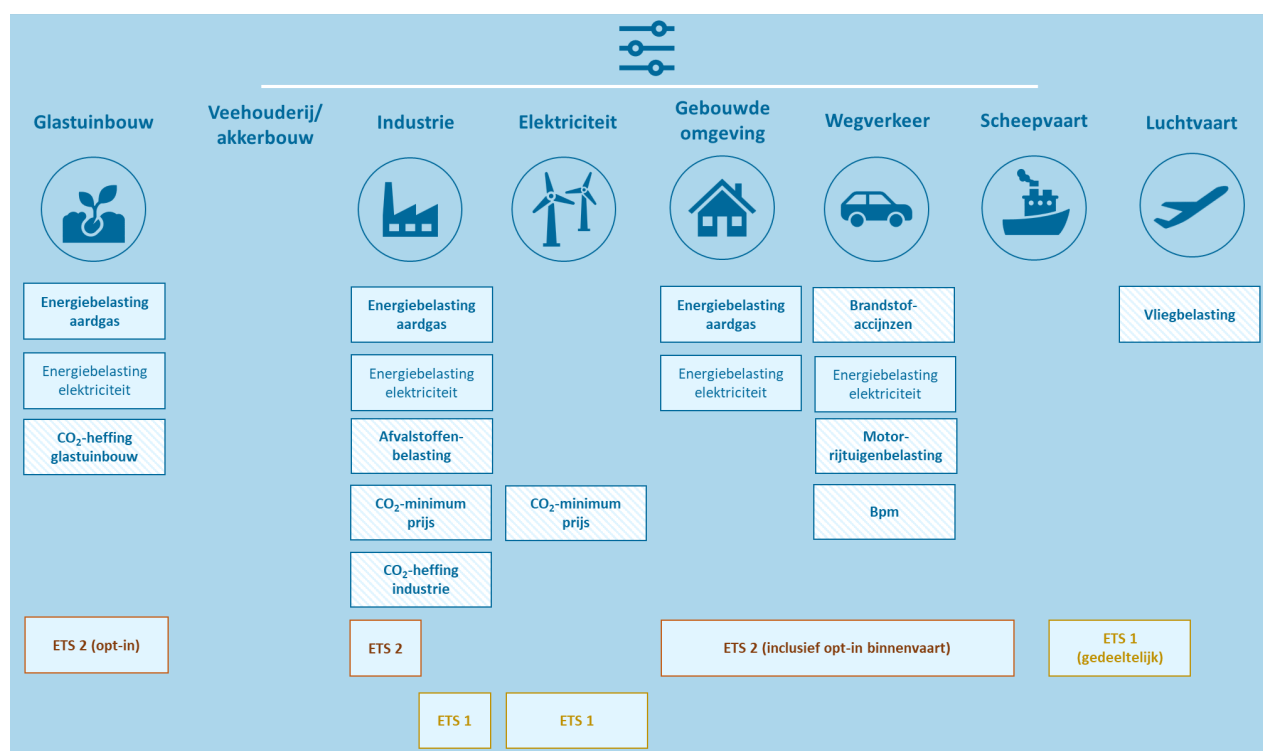 Glastuinbouw
Veehouderij/
akkerbouw
Industrie
Elektriciteit
Gebouwde
omgeving
Wegverkeer
Scheepvaart
Luchtvaart
Energiebelasting
aardgas
Energiebelasting
aardgas
Energiebelasting
aardgas
Brandstof-
accijnzen
Vliegbelasting
Energiebelasting
elektriciteit
Energiebelasting
elektriciteit
Energiebelasting
elektriciteit
Energiebelasting
elektriciteit
CO₂-heffing
glastuinbouw
Afvalstoffen-
belasting
Motor-
rijtuigenbelasting
CO₂-minimum
prijs
CO₂-minimum
prijs
Bpm
CO₂-heffing
industrie
ETS 2 (opt-in)
ETS 2
ETS 2 (inclusief opt-in binnenvaart)
ETS 1
(gedeeltelijk)
ETS 1
ETS 1